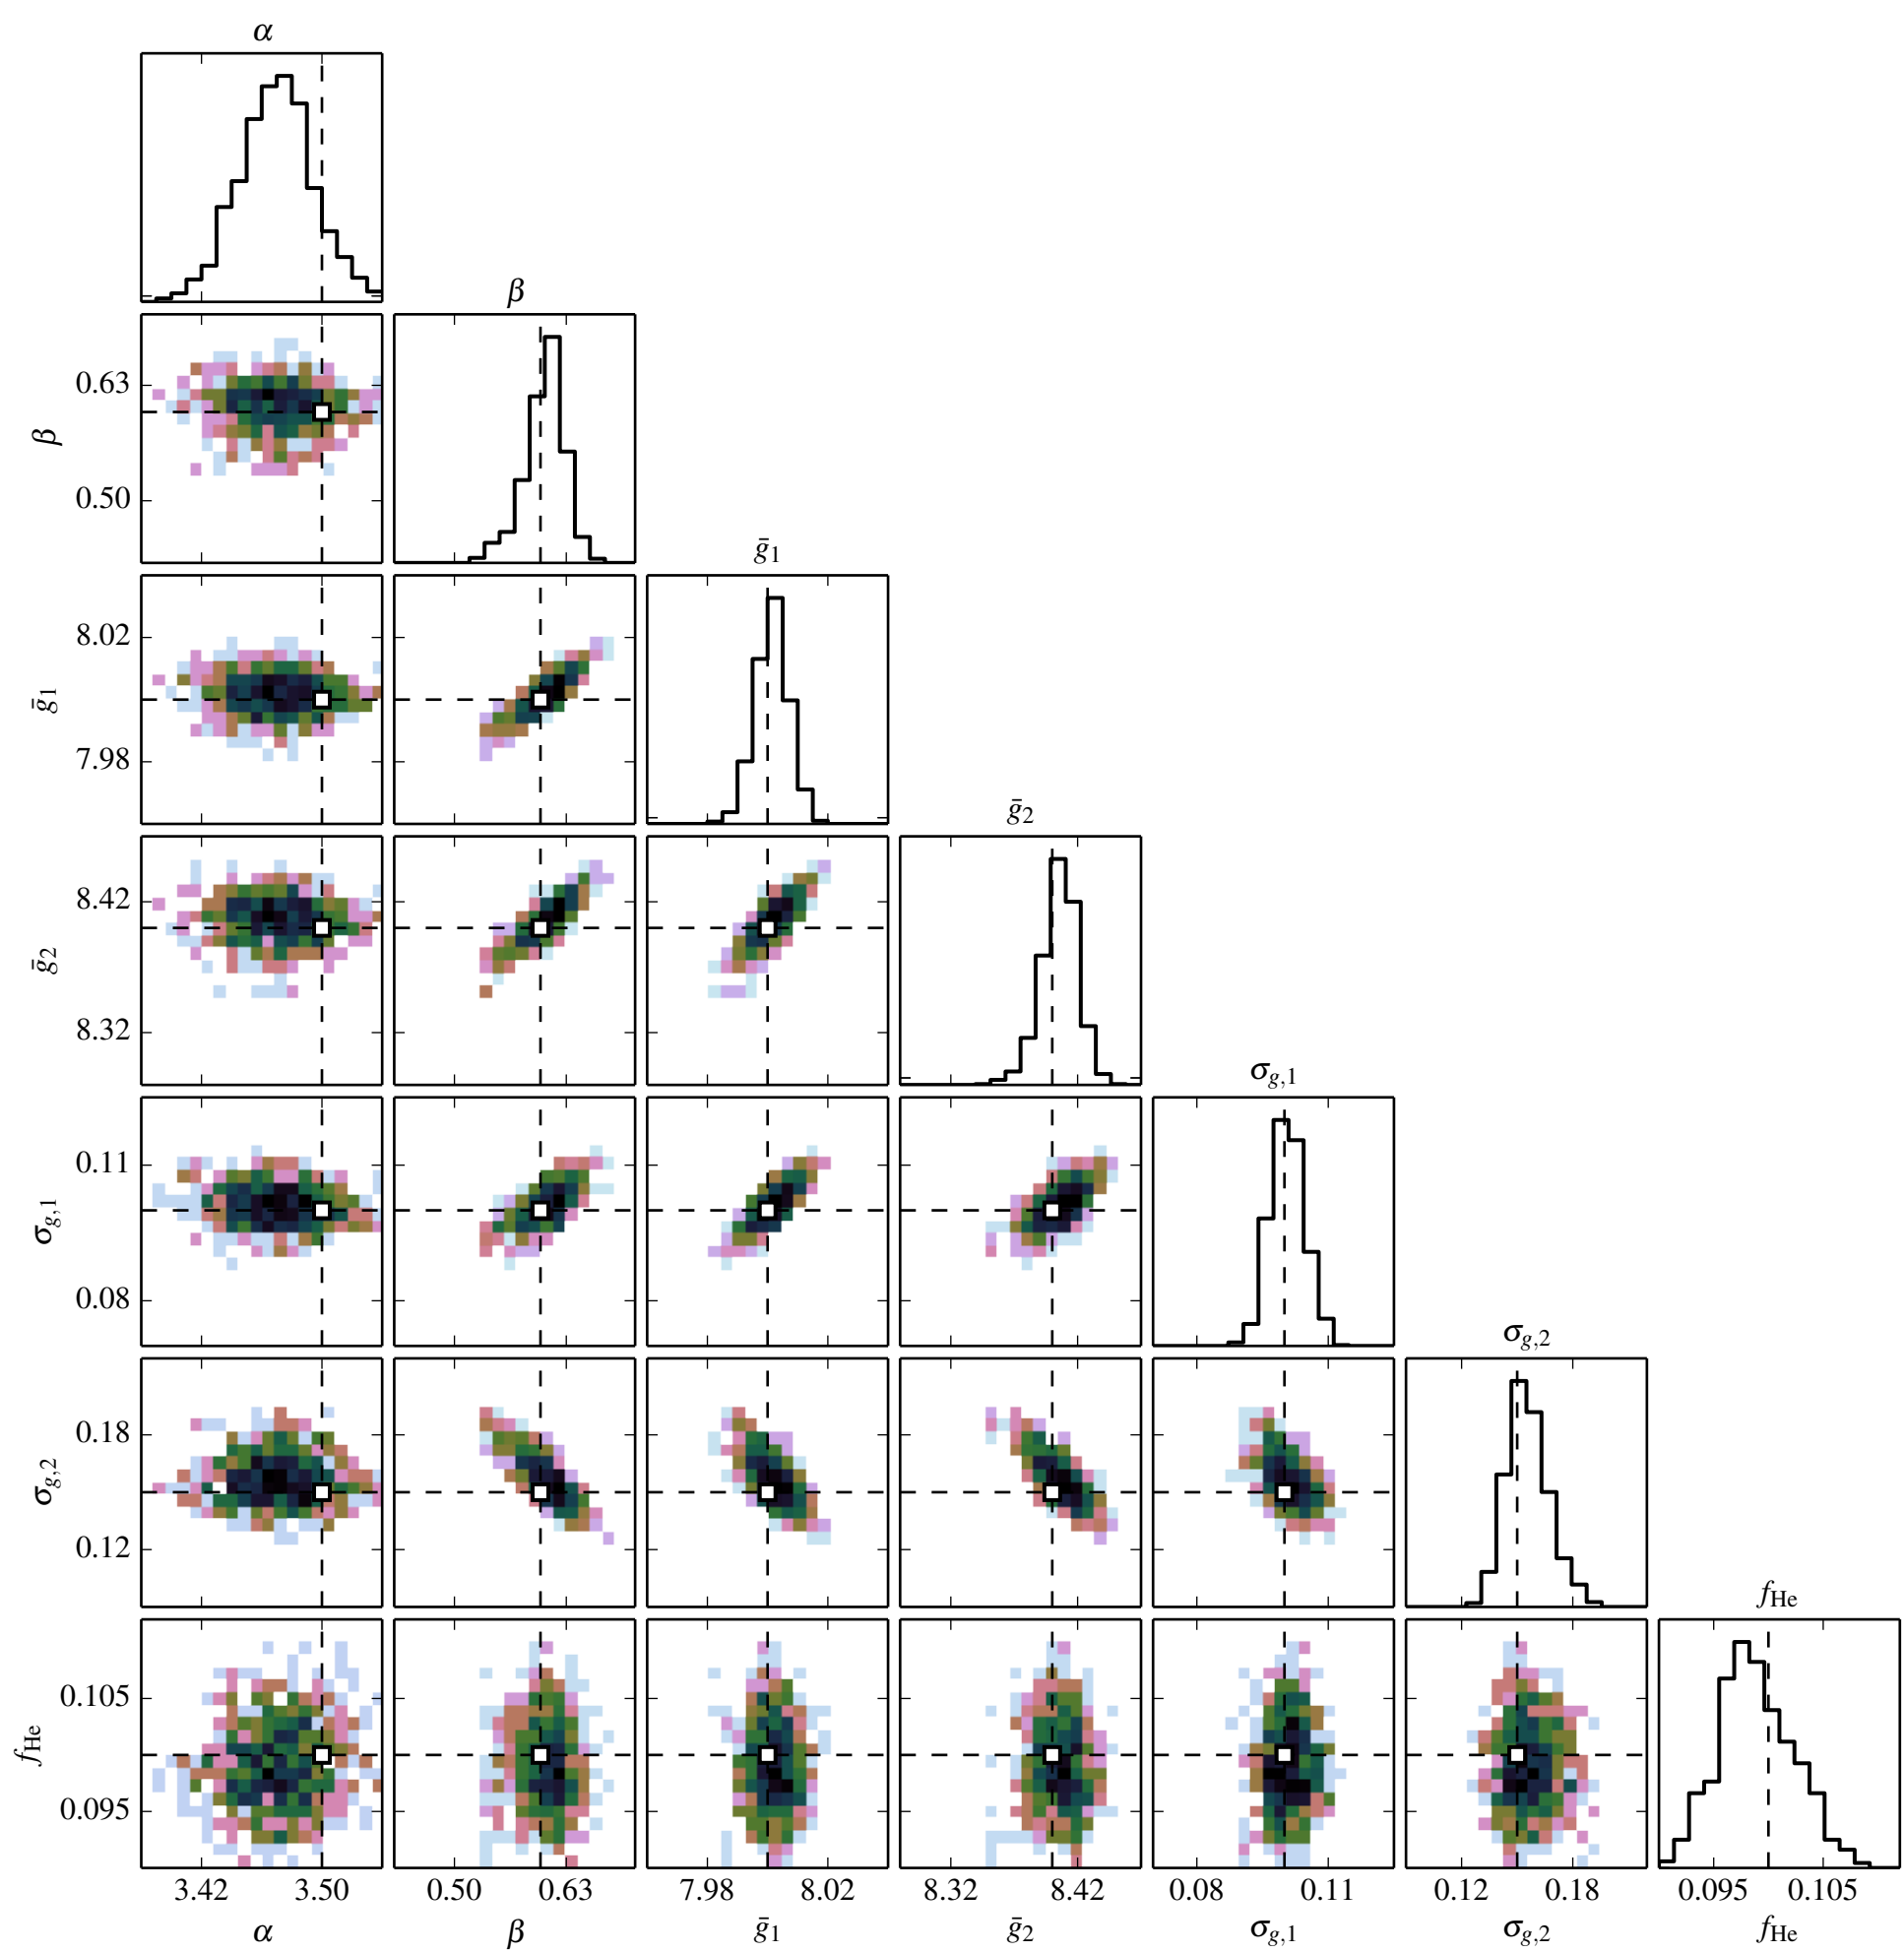 α
β
0.63
0.50
β
ḡ₁
8.02
7.98
ḡ₁
ḡ₂
8.42
8.32
ḡ₂
σg,1
0.11
0.08
σg,1
σg,2
0.18
0.12
σg,2
fHe
0.105
0.095
fHe
3.42 3.50 0.50 0.63 7.98 8.02 8.32 8.42 0.08 0.11 0.12 0.18 0.095 0.105
α β ḡ₁ ḡ₂ σg,1 σg,2 fHe